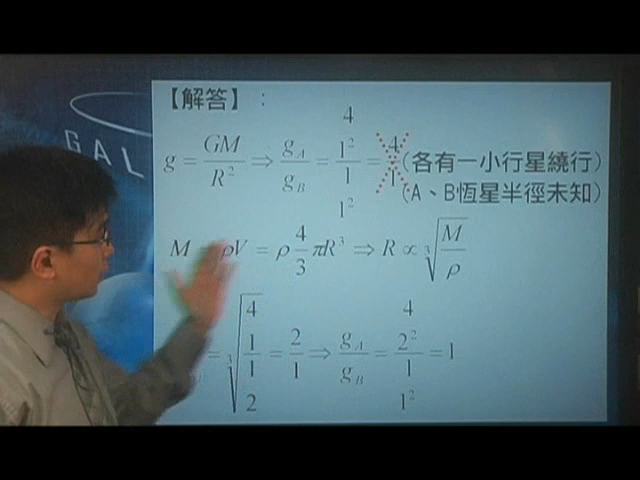 【解答】：
GAL
g = GM/R² ⇒ g_A/g_B = (4/1²)/(1/1²) = 4/1 (各有一小行星繞行)
(A、B恆星半徑未知)
M ρV = ρ 4/3 πR³ ⇒ R ∝ ∛(M/ρ)
= ∛((4/1)/(1/2)) = 2/1 ⇒ g_A/g_B = (4/2²)/(1/1²) = 1